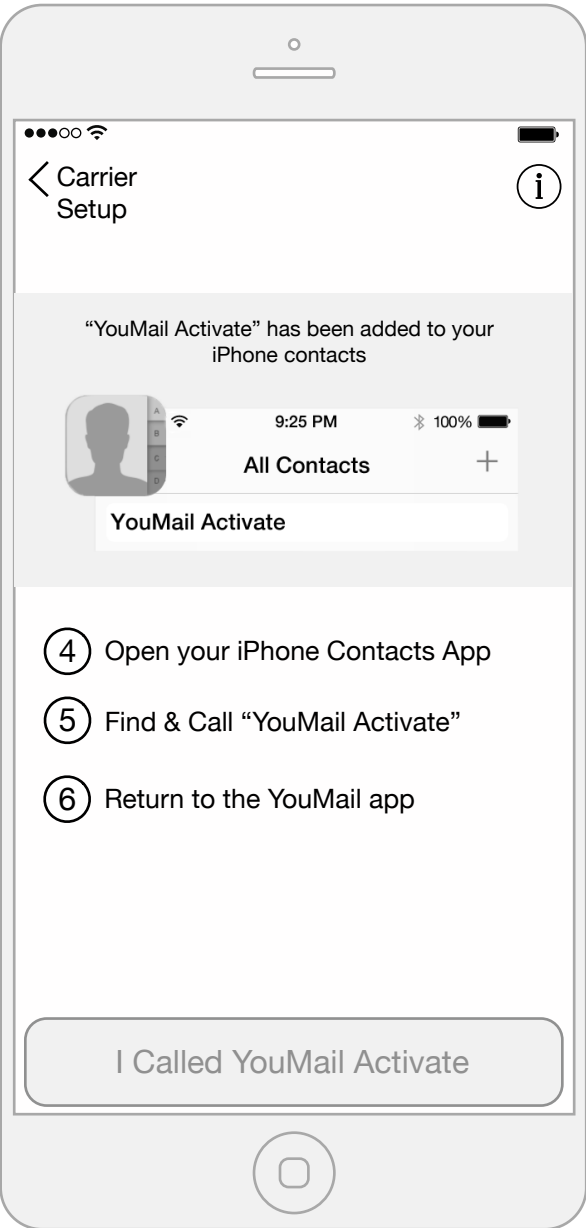 Carrier
Setup
i
“YouMail Activate” has been added to your
iPhone contacts
A
B
C
D
9:25 PM
100%
All Contacts
+
YouMail Activate
4 Open your iPhone Contacts App
5 Find & Call “YouMail Activate”
6 Return to the YouMail app
I Called YouMail Activate